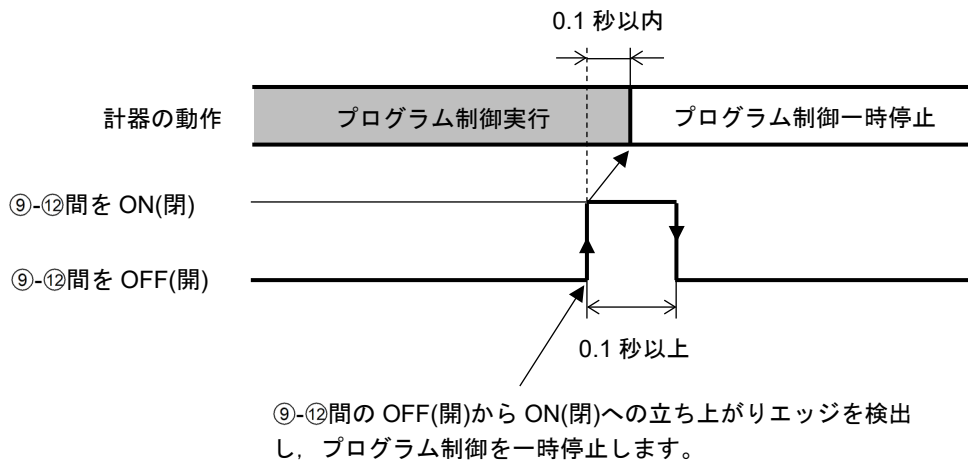 0.1 秒以内
計器の動作
プログラム制御実行
プログラム制御一時停止
⑨-⑫間を ON(閉)
⑨-⑫間を OFF(開)
0.1 秒以上
⑨-⑫間の OFF(開)から ON(閉)への立ち上がりエッジを検出
し，プログラム制御を一時停止します。